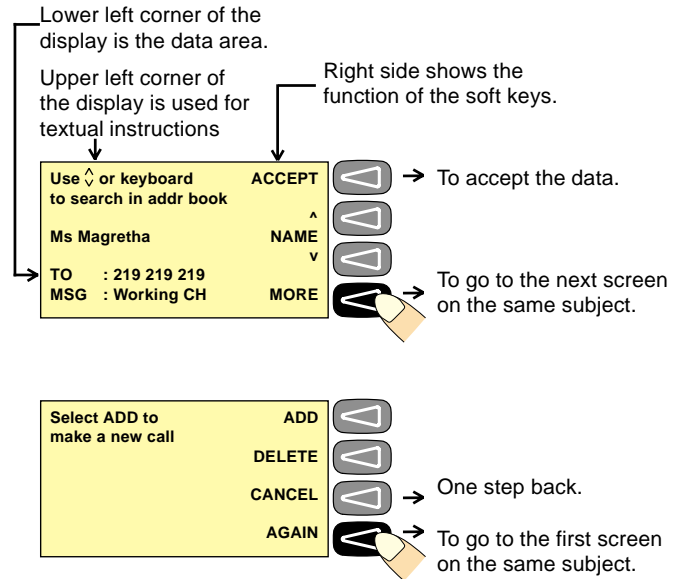 Lower left corner of the
display is the data area.
Upper left corner of
the display is used for
textual instructions
Right side shows the
function of the soft keys.
Use ^ v or keyboard
to search in addr book
ACCEPT
To accept the data.
^
Ms Magretha
NAME
v
TO : 219 219 219
MSG : Working CH
MORE
To go to the next screen
on the same subject.
Select ADD to
make a new call
ADD
DELETE
CANCEL
One step back.
AGAIN
To go to the first screen
on the same subject.